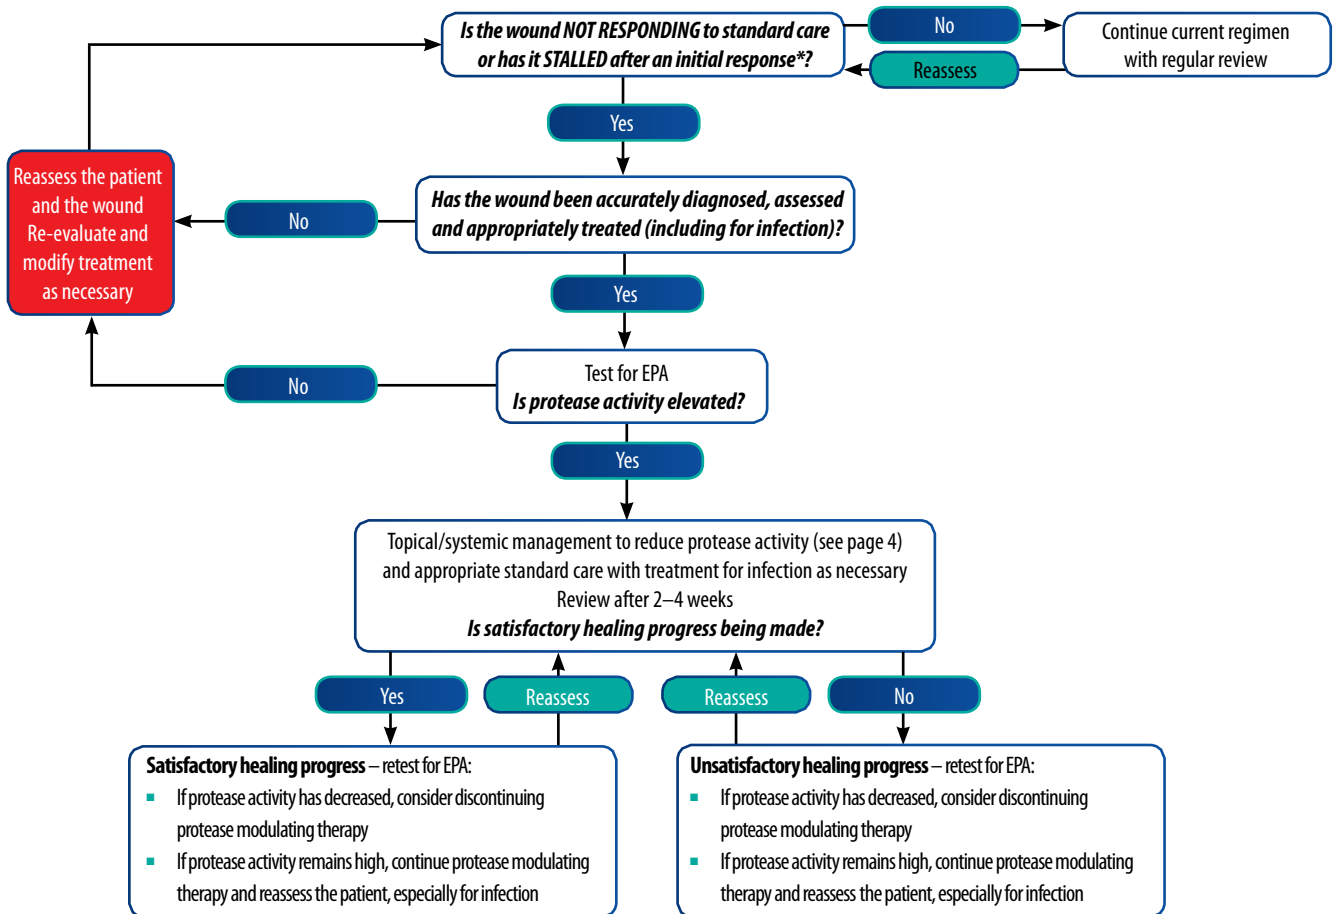 Is the wound NOT RESPONDING to standard care
or has it STALLED after an initial response*?
No
Continue current regimen
with regular review
Reassess
Yes
Reassess the patient
and the wound
Re-evaluate and
modify treatment
as necessary
No
Has the wound been accurately diagnosed, assessed
and appropriately treated (including for infection)?
Yes
No
Test for EPA
Is protease activity elevated?
Yes
Topical/systemic management to reduce protease activity (see page 4)
and appropriate standard care with treatment for infection as necessary
Review after 2–4 weeks
Is satisfactory healing progress being made?
Yes
Reassess
Reassess
No
Satisfactory healing progress – retest for EPA:
▪ If protease activity has decreased, consider discontinuing
protease modulating therapy
▪ If protease activity remains high, continue protease modulating
therapy and reassess the patient, especially for infection
Unsatisfactory healing progress – retest for EPA:
▪ If protease activity has decreased, consider discontinuing
protease modulating therapy
▪ If protease activity remains high, continue protease modulating
therapy and reassess the patient, especially for infection